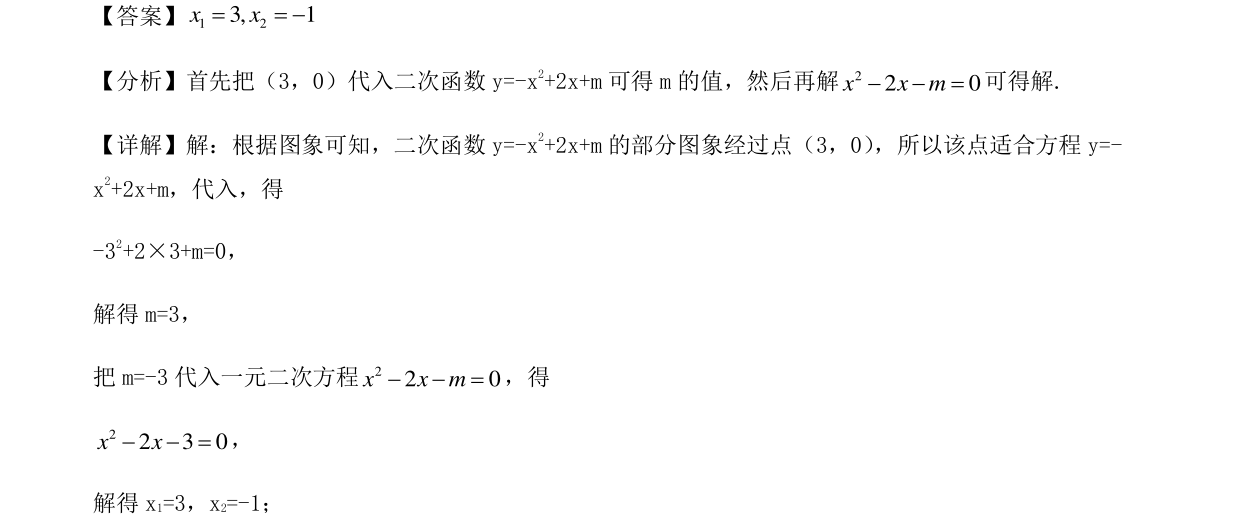 【答案】x₁=3,x₂=−1
【分析】首先把（3，0）代入二次函数 y=-x²+2x+m 可得 m 的值，然后再解 x²−2x−m=0 可得解.
【详解】解：根据图象可知，二次函数 y=-x²+2x+m 的部分图象经过点（3，0），所以该点适合方程 y=-
x²+2x+m，代入，得
-3²+2×3+m=0，
解得 m=3，
把 m=-3 代入一元二次方程 x²−2x−m=0，得
x²−2x−3=0，
解得 x₁=3，x₂=-1；